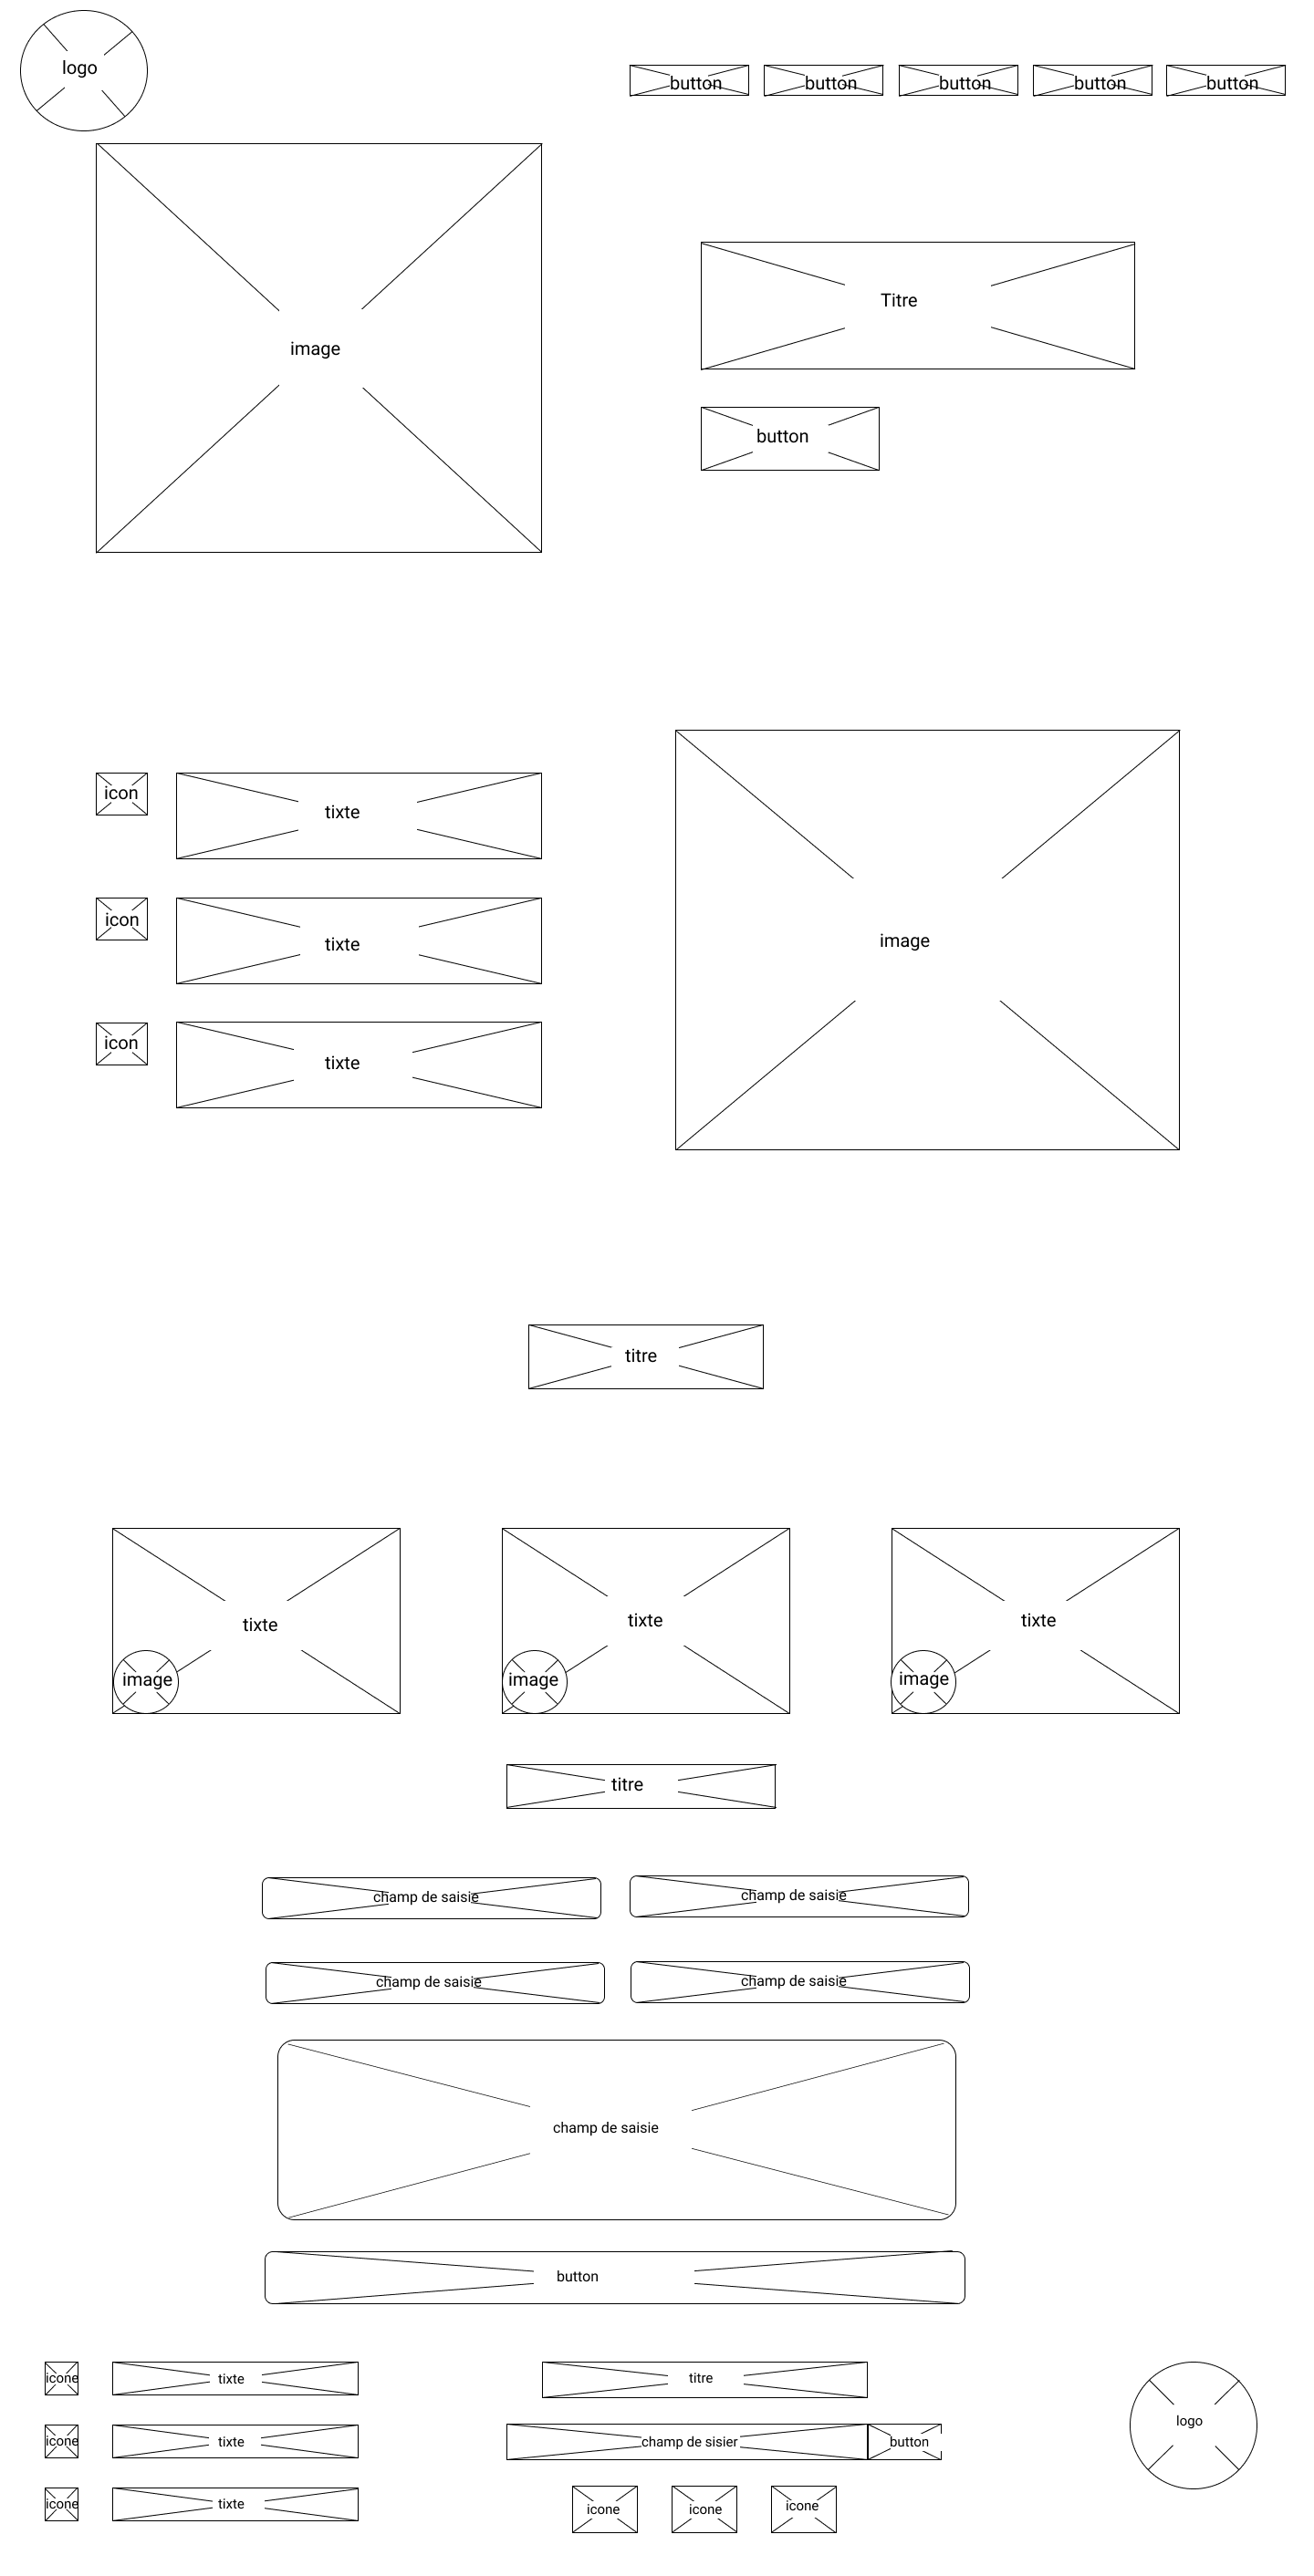 logo
button
button
button
button
button
image
Titre
button
icon
tixte
icon
tixte
icon
tixte
image
titre
tixte
image
tixte
image
tixte
image
titre
champ de saisie
champ de saisie
champ de saisie
champ de saisie
champ de saisie
button
icone
tixte
icone
tixte
icone
tixte
titre
champ de sisier
button
icone
icone
icone
logo